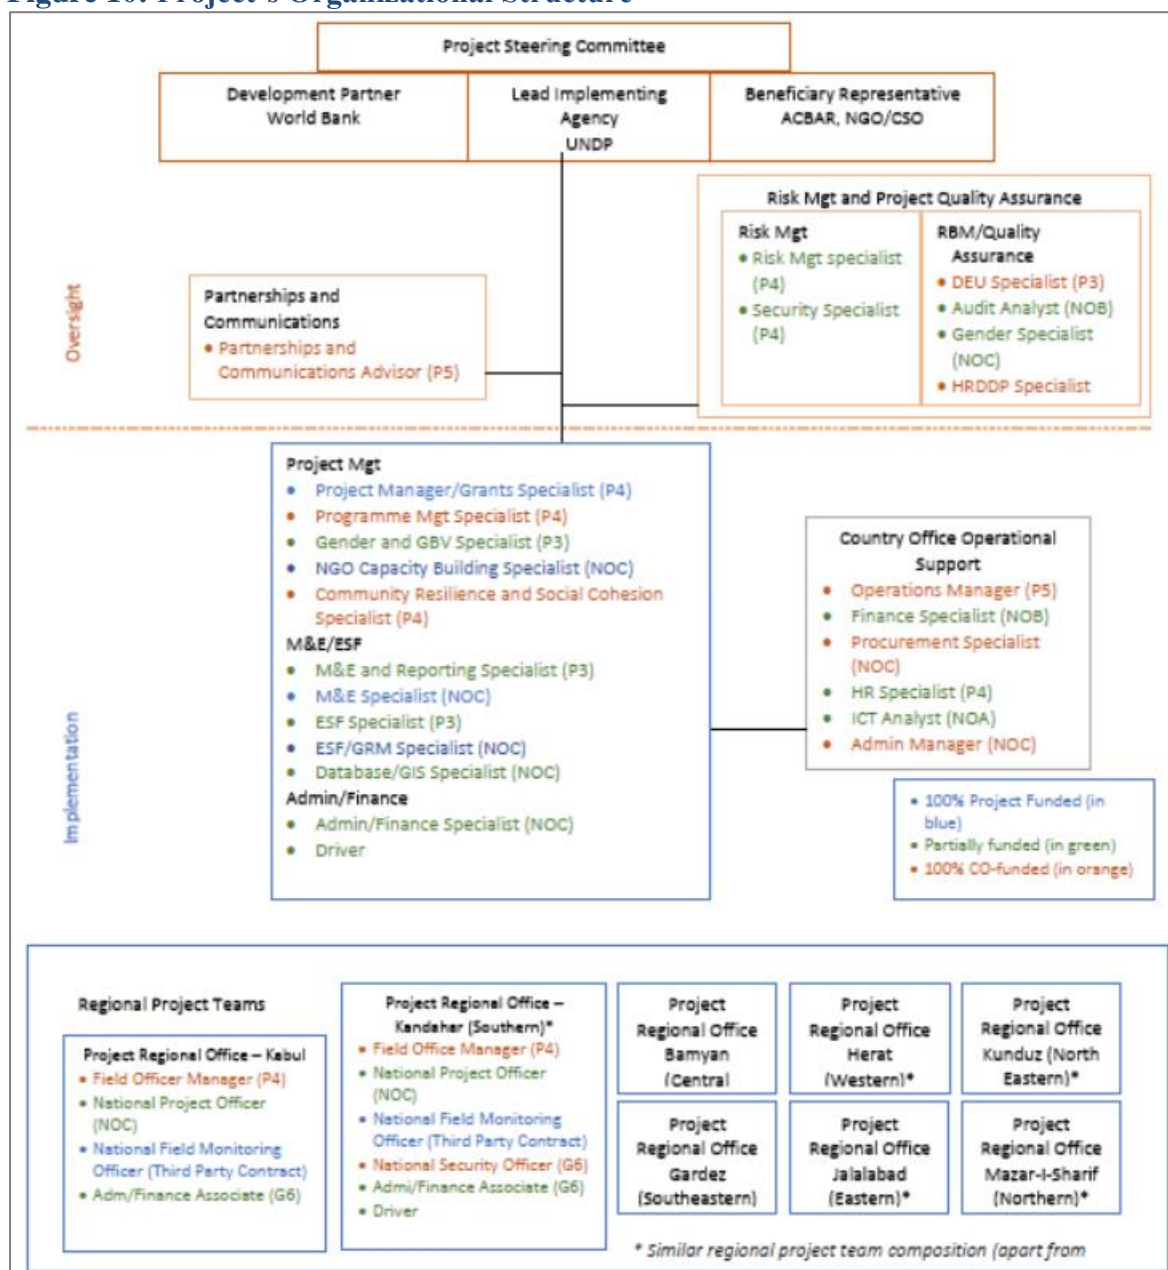 Figure 10: Project's Organizational Structure
Project Steering Committee
Development Partner
World Bank
Lead Implementing
Agency
UNDP
Beneficiary Representative
ACBAR, NGO/CSO
Oversight
Partnerships and
Communications
• Partnerships and
Communications Advisor (P5)
Risk Mgt and Project Quality Assurance
Risk Mgt
• Risk Mgt specialist
(P4)
• Security Specialist
(P4)
RBM/Quality
Assurance
• DEU Specialist (P3)
• Audit Analyst (NOB)
• Gender Specialist
(NOC)
• HRDDP Specialist
Implementation
Project Mgt
• Project Manager/Grants Specialist (P4)
• Programme Mgt Specialist (P4)
• Gender and GBV Specialist (P3)
• NGO Capacity Building Specialist (NOC)
• Community Resilience and Social Cohesion
Specialist (P4)
M&E/ESF
• M&E and Reporting Specialist (P3)
• M&E Specialist (NOC)
• ESF Specialist (P3)
• ESF/GRM Specialist (NOC)
• Database/GIS Specialist (NOC)
Admin/Finance
• Admin/Finance Specialist (NOC)
• Driver
Country Office Operational
Support
• Operations Manager (P5)
• Finance Specialist (NOB)
• Procurement Specialist
(NOC)
• HR Specialist (P4)
• ICT Analyst (NOA)
• Admin Manager (NOC)
• 100% Project Funded (in
blue)
• Partially funded (in green)
• 100% CO-funded (in orange)
Regional Project Teams
Project Regional Office – Kabul
• Field Officer Manager (P4)
• National Project Officer
(NOC)
• National Field Monitoring
Officer (Third Party Contract)
• Adm/Finance Associate (G6)
Project Regional Office –
Kandahar (Southern)*
• Field Office Manager (P4)
• National Project Officer
(NOC)
• National Field Monitoring
Officer (Third Party Contract)
• National Security Officer (G6)
• Admi/Finance Associate (G6)
• Driver
Project
Regional Office
Bamyan
(Central
Project
Regional Office
Herat
(Western)*
Project
Regional Office
Kunduz (North
Eastern)*
Project
Regional Office
Gardez
(Southeastern)
Project
Regional Office
Jalalabad
(Eastern)*
Project
Regional Office
Mazar-I-Sharif
(Northern)*
* Similar regional project team composition (apart from